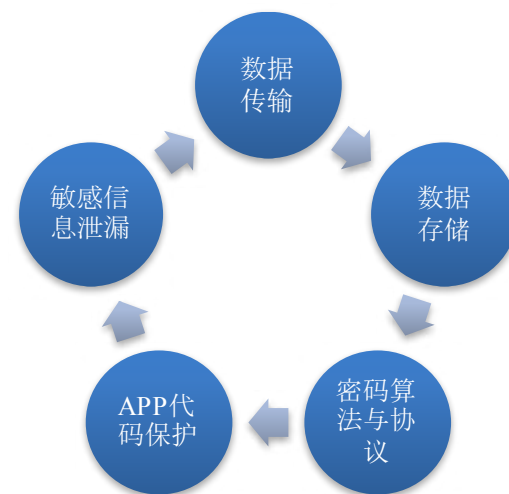 数据
传输
数据
存储
密码算
法与协
议
APP代
码保护
敏感信
息泄漏